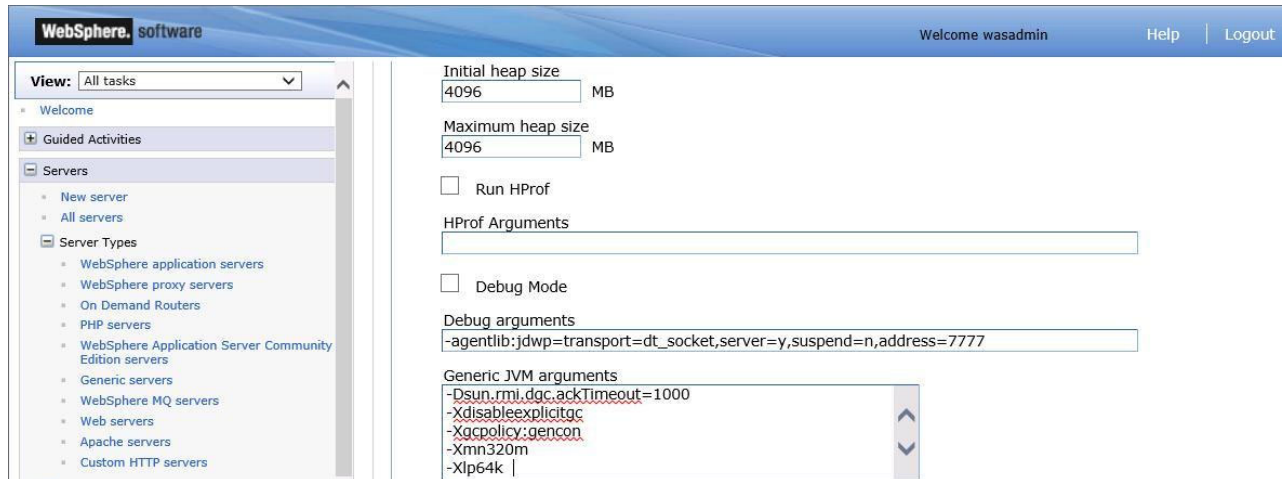 WebSphere. software
Welcome wasadmin
Help
Logout
View: All tasks
Welcome
Guided Activities
Servers
New server
All servers
Server Types
WebSphere application servers
WebSphere proxy servers
On Demand Routers
PHP servers
WebSphere Application Server Community
Edition servers
Generic servers
WebSphere MQ servers
Web servers
Apache servers
Custom HTTP servers
Initial heap size
4096 MB
Maximum heap size
4096 MB
Run HProf
HProf Arguments
Debug Mode
Debug arguments
-agentlib:jdwp=transport=dt_socket,server=y,suspend=n,address=7777
Generic JVM arguments
-Dsun.rmi.dgc.ackTimeout=1000
-Xdisableexplicitgc
-Xgcpolicy:gencon
-Xmn320m
-Xlp64k